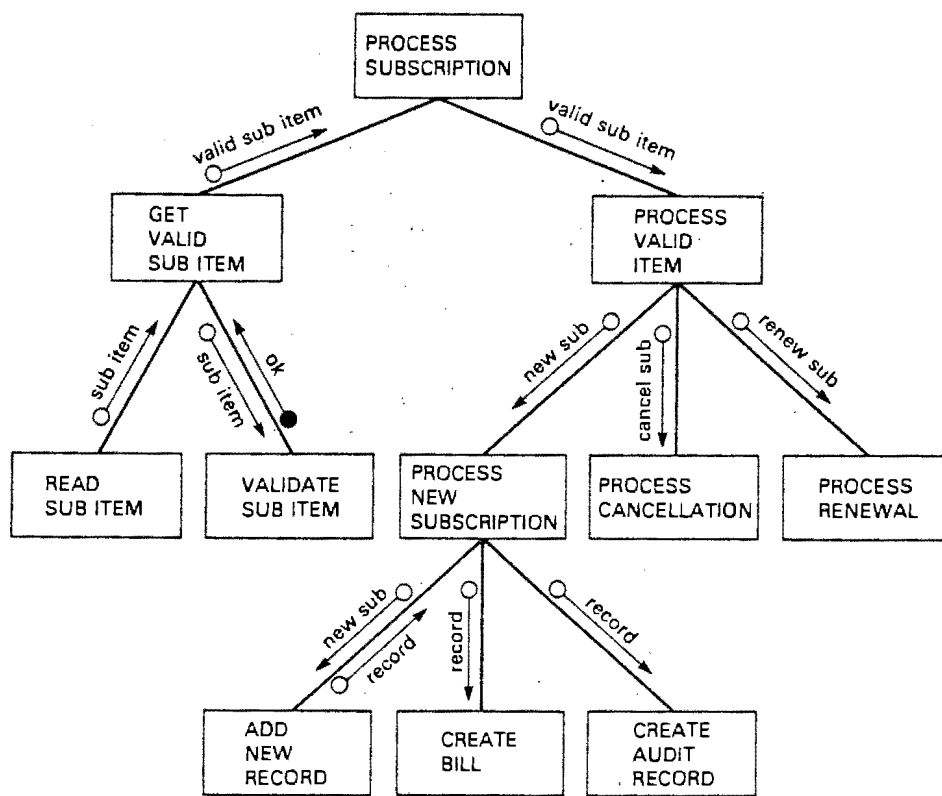 PROCESS
SUBSCRIPTION
valid sub item
valid sub item
GET
VALID
SUB ITEM
PROCESS
VALID
ITEM
sub item
sub item
ok
new sub
cancel sub
renew sub
READ
SUB ITEM
VALIDATE
SUB ITEM
PROCESS
NEW
SUBSCRIPTION
PROCESS
CANCELLATION
PROCESS
RENEWAL
new sub
record
record
record
ADD
NEW
RECORD
CREATE
BILL
CREATE
AUDIT
RECORD